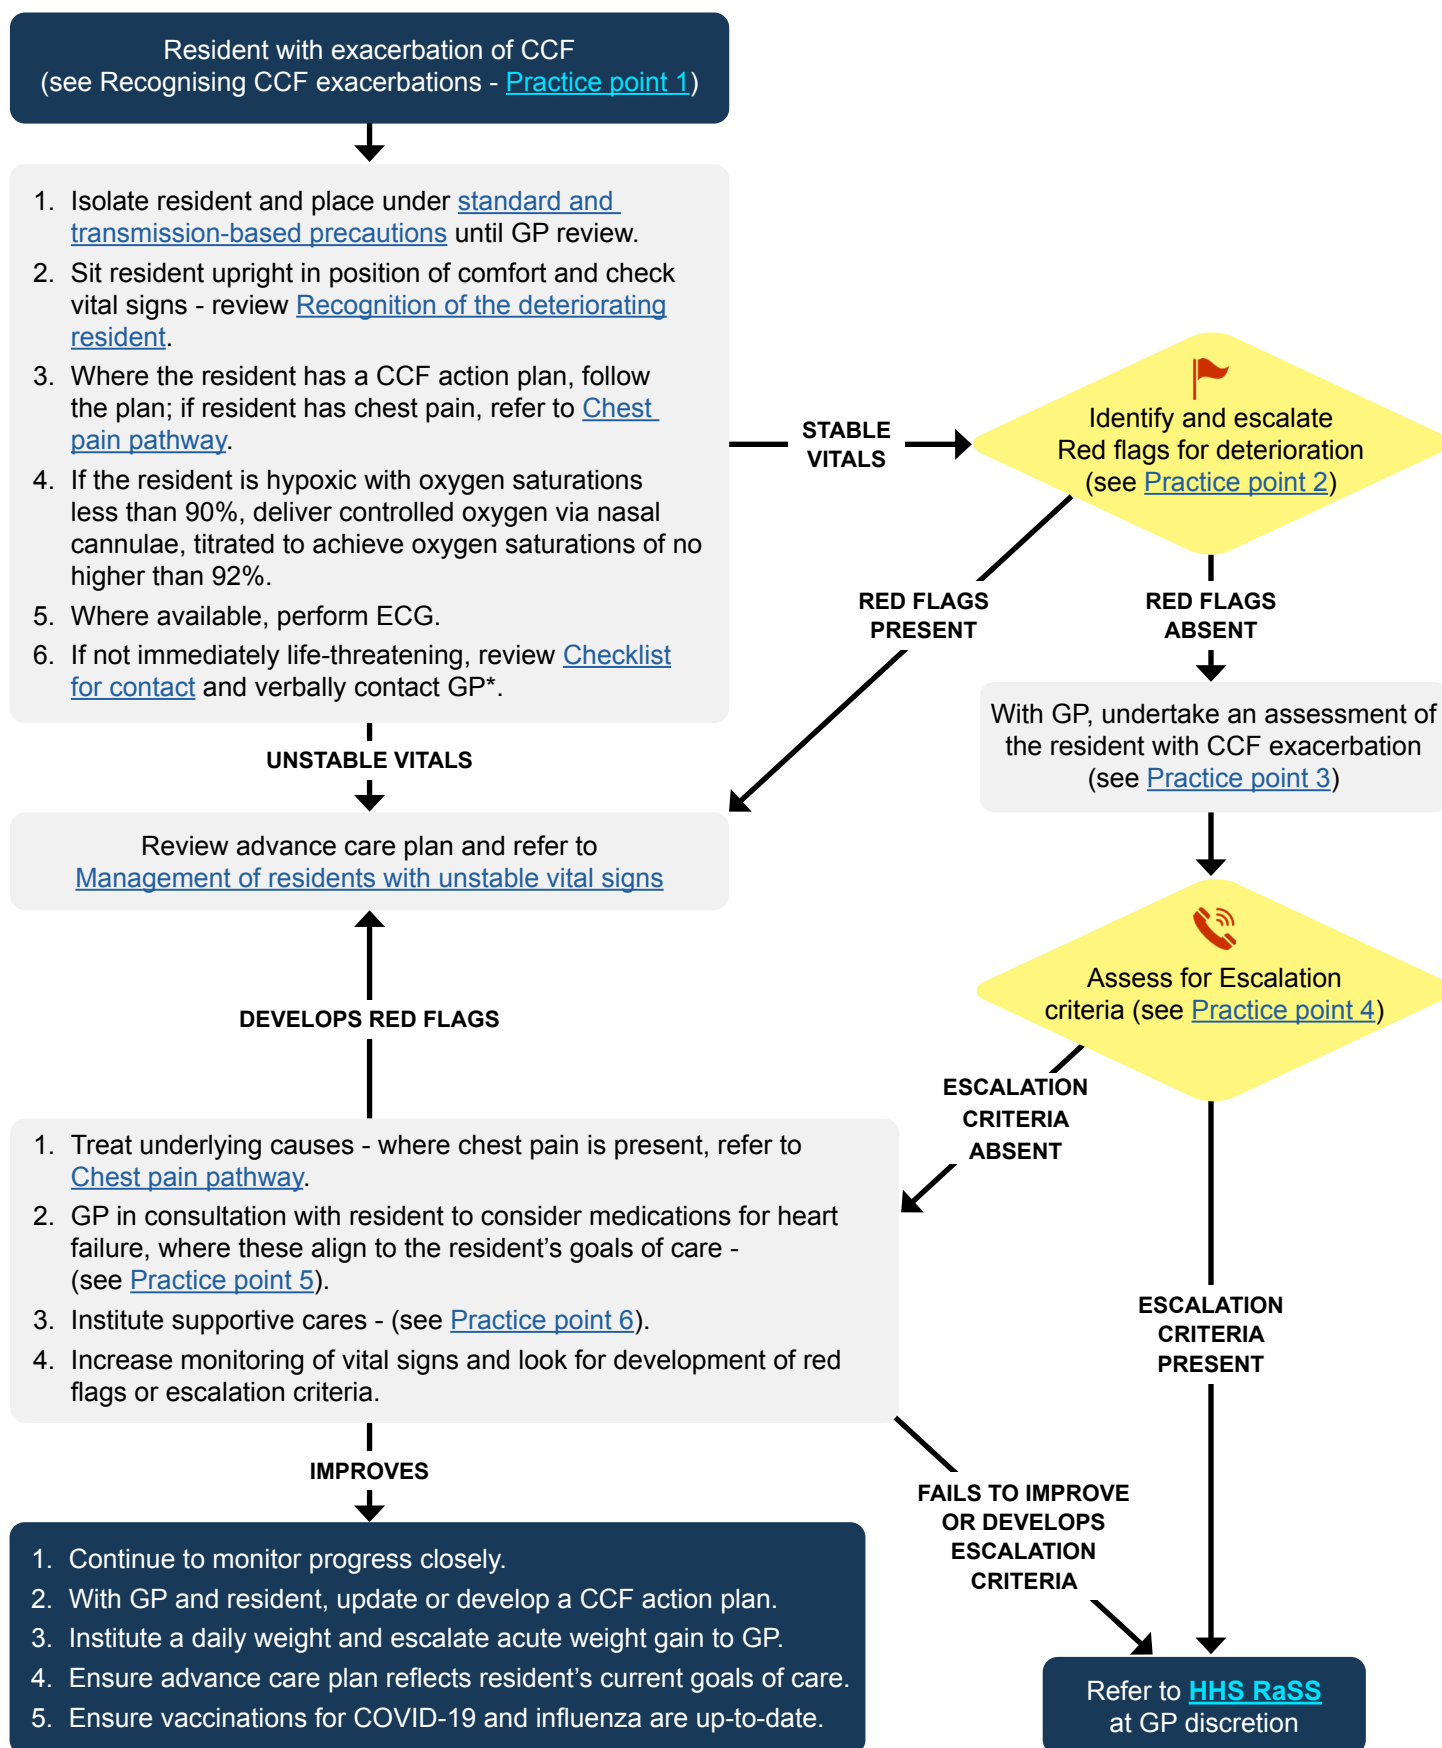 Resident with exacerbation of CCF
(see Recognising CCF exacerbations - Practice point 1)
1. Isolate resident and place under standard and
transmission-based precautions until GP review.
2. Sit resident upright in position of comfort and check
vital signs - review Recognition of the deteriorating
resident.
3. Where the resident has a CCF action plan, follow
the plan; if resident has chest pain, refer to Chest
pain pathway.
4. If the resident is hypoxic with oxygen saturations
less than 90%, deliver controlled oxygen via nasal
cannulae, titrated to achieve oxygen saturations of no
higher than 92%.
5. Where available, perform ECG.
6. If not immediately life-threatening, review Checklist
for contact and verbally contact GP*.
STABLE
VITALS
Identify and escalate
Red flags for deterioration
(see Practice point 2)
RED FLAGS
PRESENT
RED FLAGS
ABSENT
UNSTABLE VITALS
With GP, undertake an assessment of
the resident with CCF exacerbation
(see Practice point 3)
Review advance care plan and refer to
Management of residents with unstable vital signs
Assess for Escalation
criteria (see Practice point 4)
DEVELOPS RED FLAGS
ESCALATION
CRITERIA
ABSENT
1. Treat underlying causes - where chest pain is present, refer to
Chest pain pathway.
2. GP in consultation with resident to consider medications for heart
failure, where these align to the resident’s goals of care -
(see Practice point 5).
3. Institute supportive cares - (see Practice point 6).
4. Increase monitoring of vital signs and look for development of red
flags or escalation criteria.
ESCALATION
CRITERIA
PRESENT
IMPROVES
FAILS TO IMPROVE
OR DEVELOPS
ESCALATION
CRITERIA
1. Continue to monitor progress closely.
2. With GP and resident, update or develop a CCF action plan.
3. Institute a daily weight and escalate acute weight gain to GP.
4. Ensure advance care plan reflects resident’s current goals of care.
5. Ensure vaccinations for COVID-19 and influenza are up-to-date.
Refer to HHS RaSS
at GP discretion